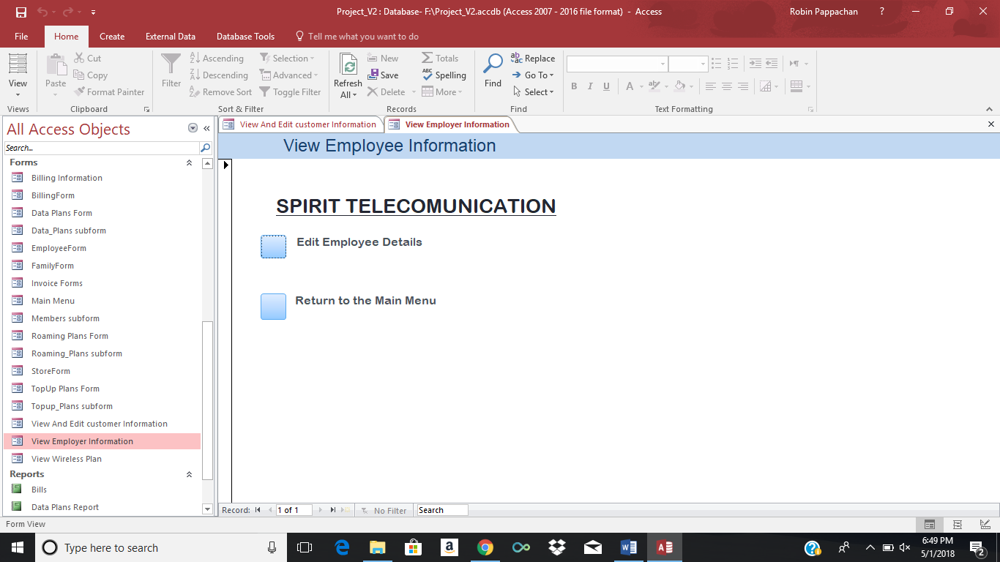 Project_V2 : Database- F:\Project_V2.accdb (Access 2007 - 2016 file format) - Access
Robin Pappachan
?
File
Home
Create
External Data
Database Tools
Tell me what you want to do
View
Views
Paste
Cut
Copy
Format Painter
Clipboard
Filter
Ascending
Descending
Remove Sort
Selection
Advanced
Toggle Filter
Sort & Filter
Refresh
All
New
Save
Delete
Totals
ABC
Spelling
More
Records
Find
ab
ac
Replace
Go To
Select
Find
B
I
U
A
ab
Text Formatting
All Access Objects
Search...
Forms
Billing Information
BillingForm
Data Plans Form
Data_Plans subform
EmployeeForm
FamilyForm
Invoice Forms
Main Menu
Members subform
Roaming Plans Form
Roaming_Plans subform
StoreForm
TopUp Plans Form
Topup_Plans subform
View And Edit customer Information
View Employer Information
View Wireless Plan
Reports
Bills
Data Plans Report
View And Edit customer Information
View Employer Information
View Employee Information
SPIRIT TELECOMUNICATION
Edit Employee Details
Return to the Main Menu
Record:
1 of 1
No Filter
Search
Form View
Type here to search
6:49 PM
5/1/2018
2